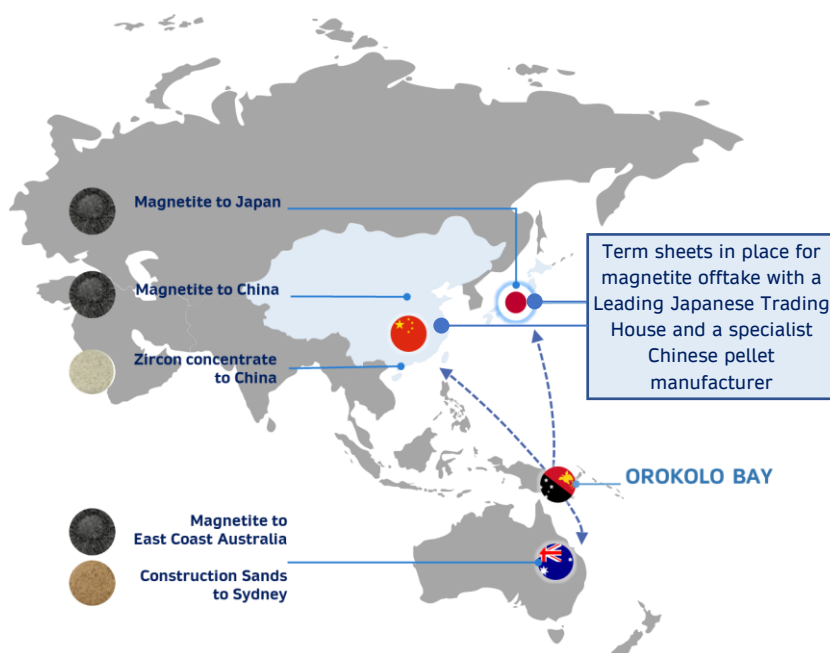 Magnetite to Japan
Magnetite to China
Zircon concentrate
to China
Term sheets in place for
magnetite offtake with a
Leading Japanese Trading
House and a specialist
Chinese pellet
manufacturer
OROKOLO BAY
Magnetite to
East Coast Australia
Construction Sands
to Sydney